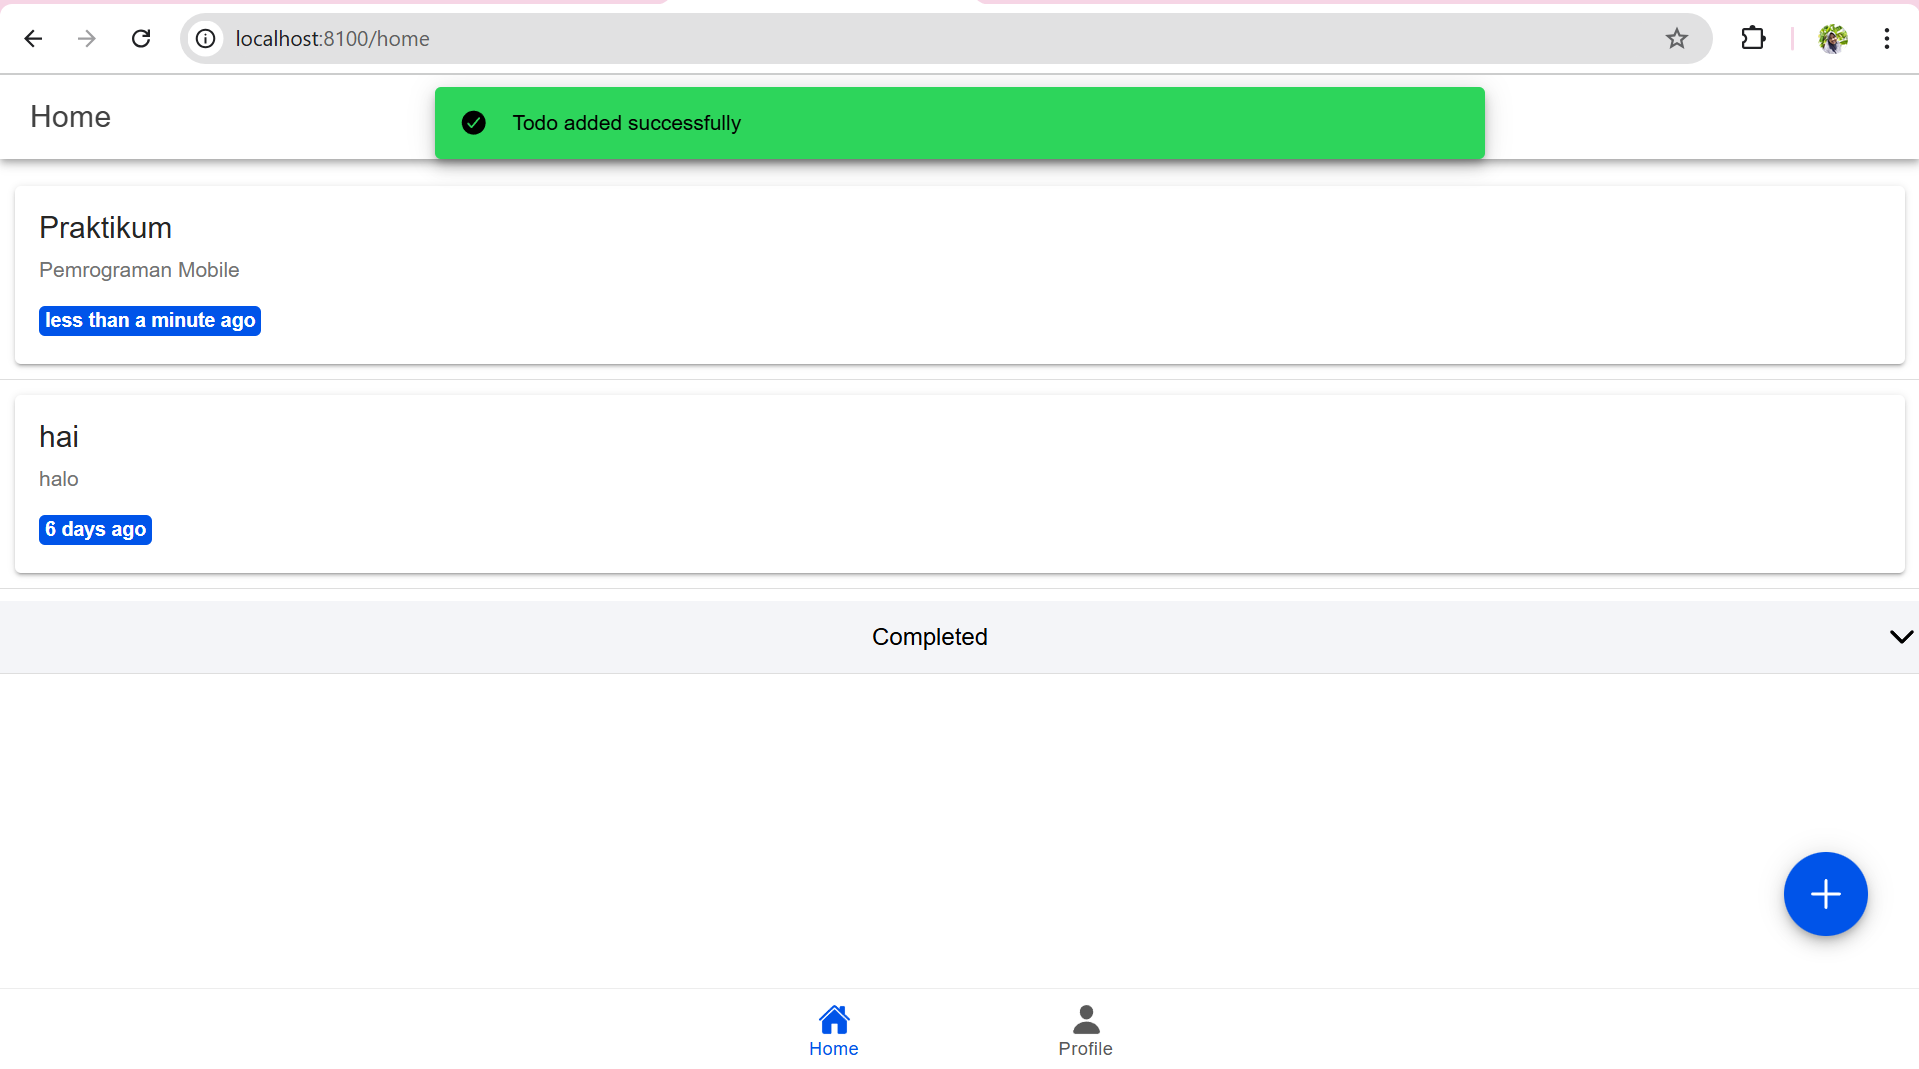 localhost:8100/home
Home
Todo added successfully
Praktikum
Pemrograman Mobile
less than a minute ago
hai
halo
6 days ago
Completed
Home
Profile